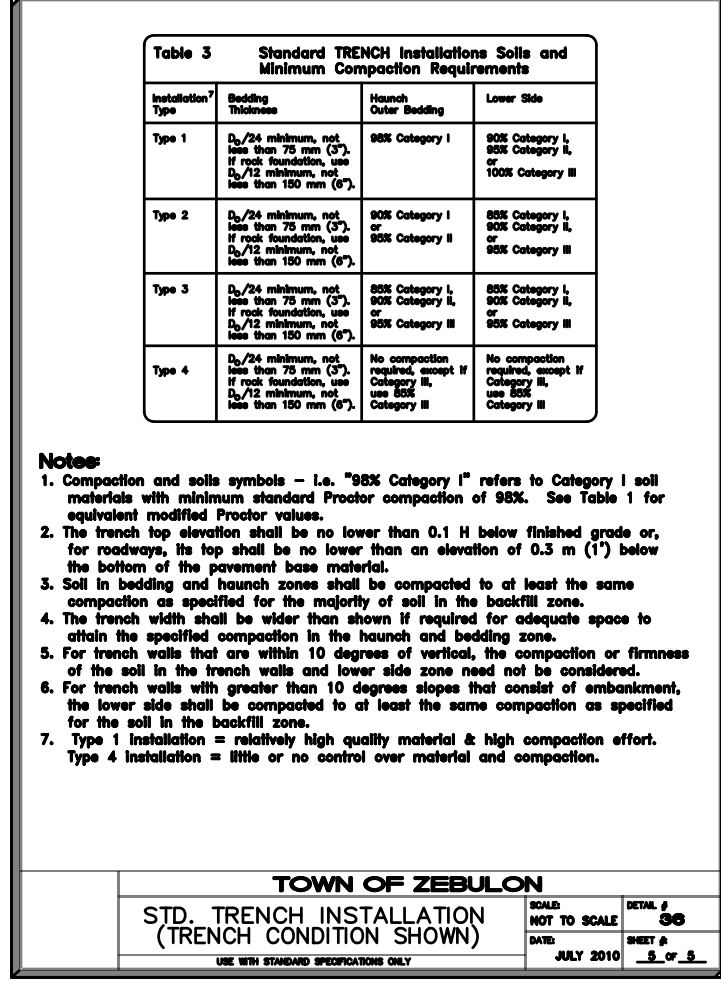 Table 3 Standard TRENCH Installations Soils and
Minimum Compaction Requirements
Installation7
Type
Bedding
Thickness
Haunch
Outer Bedding
Lower Side
Type 1
Do/24 minimum, not
less than 75 mm (3").
If rock foundation, use
Do/12 minimum, not
less than 150 mm (6").
98% Category I
90% Category I,
95% Category II,
or
100% Category III
Type 2
Do/24 minimum, not
less than 75 mm (3").
If rock foundation, use
Do/12 minimum, not
less than 150 mm (6").
90% Category I
or
95% Category II
85% Category I,
90% Category II,
or
95% Category III
Type 3
Do/24 minimum, not
less than 75 mm (3").
If rock foundation, use
Do/12 minimum, not
less than 150 mm (6").
85% Category I,
90% Category II,
or
95% Category III
85% Category I,
90% Category II,
or
95% Category III
Type 4
Do/24 minimum, not
less than 75 mm (3").
If rock foundation, use
Do/12 minimum, not
less than 150 mm (6").
No compaction
required, except if
Category III,
use 85%
Category III
No compaction
required, except if
Category III,
use 85%
Category III
Notes:
1. Compaction and soils symbols – i.e. "98% Category I" refers to Category I soil
materials with minimum standard Proctor compaction of 98%. See Table 1 for
equivalent modified Proctor values.
2. The trench top elevation shall be no lower than 0.1 H below finished grade or,
for roadways, its top shall be no lower than an elevation of 0.3 m (1') below
the bottom of the pavement base material.
3. Soil in bedding and haunch zones shall be compacted to at least the same
compaction as specified for the majority of soil in the backfill zone.
4. The trench width shall be wider than shown if required for adequate space to
attain the specified compaction in the haunch and bedding zone.
5. For trench walls that are within 10 degrees of vertical, the compaction or firmness
of the soil in the trench walls and lower side zone need not be considered.
6. For trench walls with greater than 10 degrees slopes that consist of embankment,
the lower side shall be compacted to at least the same compaction as specified
for the soil in the backfill zone.
7. Type 1 installation = relatively high quality material & high compaction effort.
Type 4 installation = little or no control over material and compaction.
TOWN OF ZEBULON
STD. TRENCH INSTALLATION
(TRENCH CONDITION SHOWN)
USE WITH STANDARD SPECIFICATIONS ONLY
SCALE:
NOT TO SCALE
DETAIL #
36
DATE:
JULY 2010
SHEET #:
5 OF 5